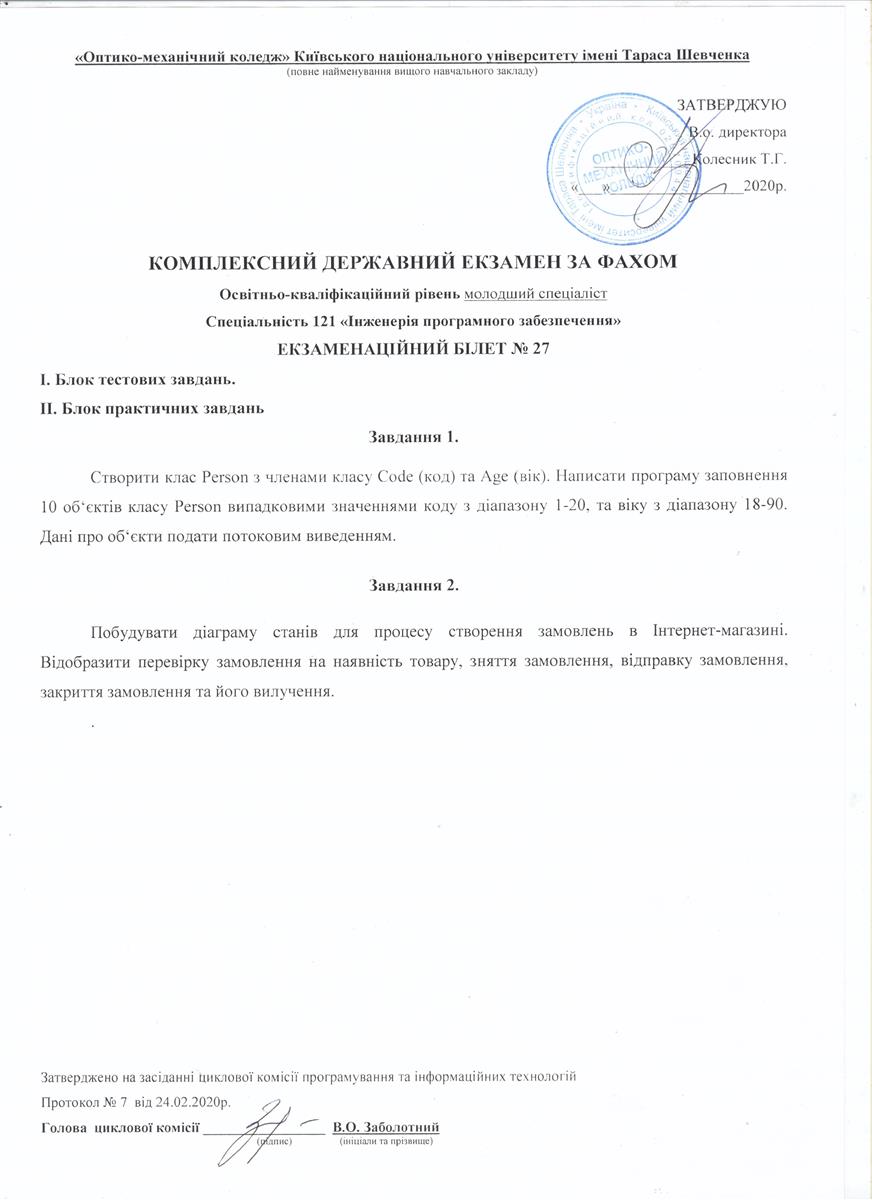 «Оптико-механічний коледж» Київського національного університету імені Тараса Шевченка
(повне найменування вищого навчального закладу)
ЗАТВЕРДЖУЮ
В.о. директора
Колесник Т.Г.
«___»_________________2020р.
ОПТИКО-
МЕХАНІЧНИЙ
КОЛЕДЖ
КОМПЛЕКСНИЙ ДЕРЖАВНИЙ ЕКЗАМЕН ЗА ФАХОМ
Освітньо-кваліфікаційний рівень молодший спеціаліст
Спеціальність 121 «Інженерія програмного забезпечення»
ЕКЗАМЕНАЦІЙНИЙ БІЛЕТ № 27
І. Блок тестових завдань.
ІІ. Блок практичних завдань
Завдання 1.
Створити клас Person з членами класу Code (код) та Age (вік). Написати програму заповнення
10 об‘єктів класу Person випадковими значеннями коду з діапазону 1-20, та віку з діапазону 18-90.
Дані про об‘єкти подати потоковим виведенням.
Завдання 2.
Побудувати діаграму станів для процесу створення замовлень в Інтернет-магазині.
Відобразити перевірку замовлення на наявність товару, зняття замовлення, відправку замовлення,
закриття замовлення та його вилучення.
.
Затверджено на засіданні циклової комісії програмування та інформаційних технологій
Протокол № 7 від 24.02.2020р.
Голова циклової комісії __________________ В.О. Заболотний
(підпис) (ініціали та прізвище)